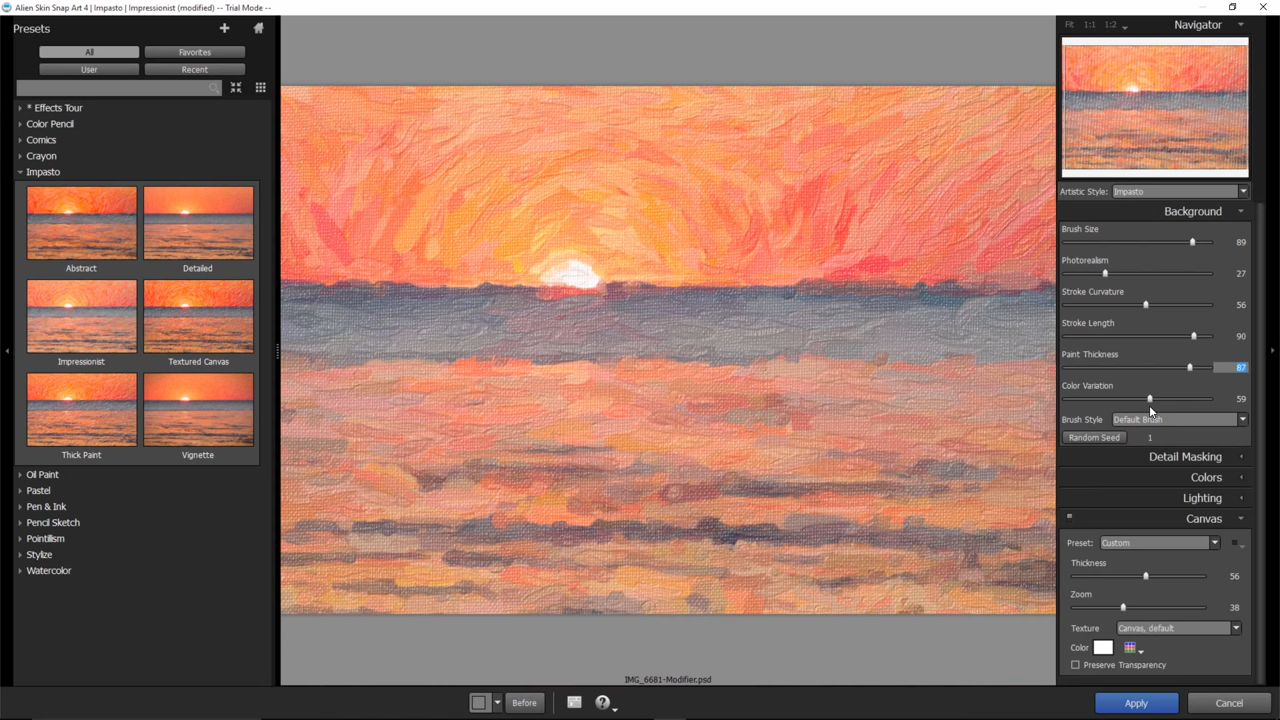 Alien Skin Snap Art 4 | Impasto | Impressionist (modified) -- Trial Mode --
Presets
All
Favorites
User
Recent
* Effects Tour
Color Pencil
Comics
Crayon
Impasto
Abstract
Detailed
Impressionist
Textured Canvas
Thick Paint
Vignette
Oil Paint
Pastel
Pen & Ink
Pencil Sketch
Pointillism
Stylize
Watercolor
IMG_6681-Modifier.psd
Before
Fit 1:1 1:2
Navigator
Artistic Style: Impasto
Background
Brush Size
89
Photorealism
27
Stroke Curvature
56
Stroke Length
90
Paint Thickness
87
Color Variation
59
Brush Style Default Brush
Random Seed 1
Detail Masking
Colors
Lighting
Canvas
Preset: Custom
Thickness
56
Zoom
38
Texture Canvas, default
Color
Preserve Transparency
Apply
Cancel